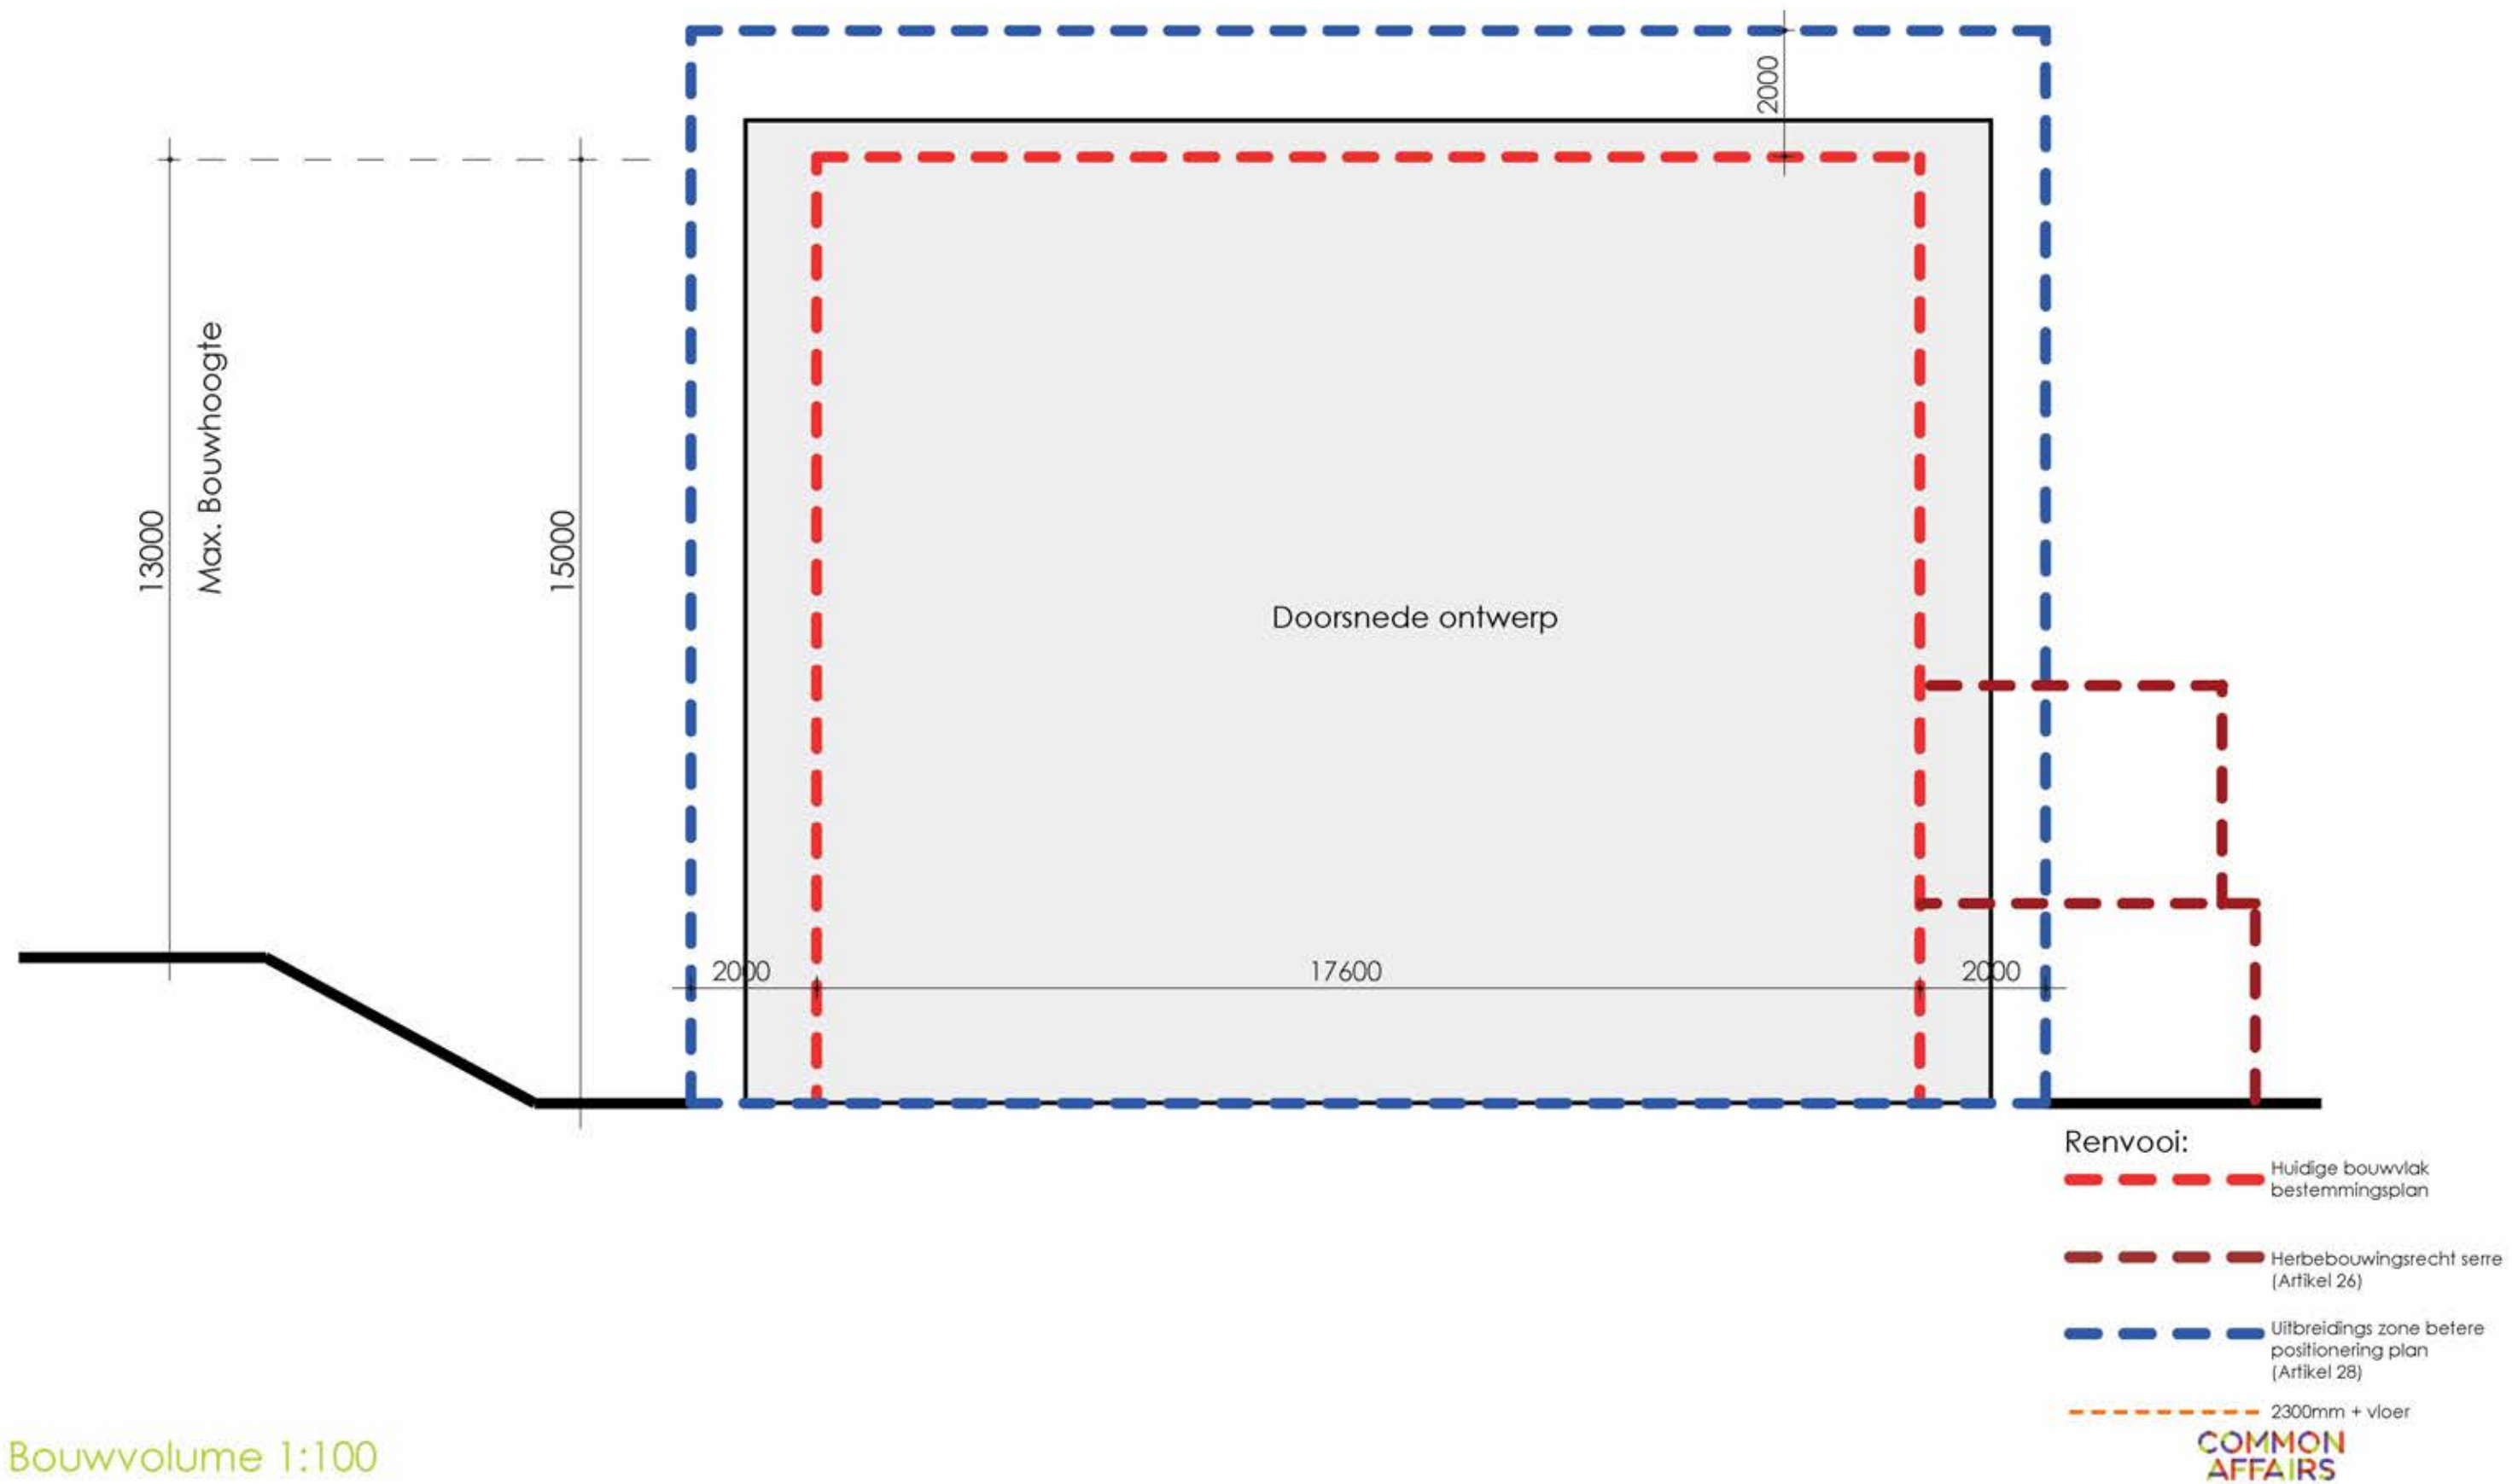 2000
13000
Max. Bouwhoogte
15000
Doorsnede ontwerp
2000
17600
2000
Renvooi:
Huidige bouwvlak
bestemmingsplan
Herbebouwingsrecht serre
(Artikel 26)
Uitbreidings zone betere
positionering plan
(Artikel 28)
2300mm + vloer
Bouwvolume 1:100
COMMON
AFFAIRS